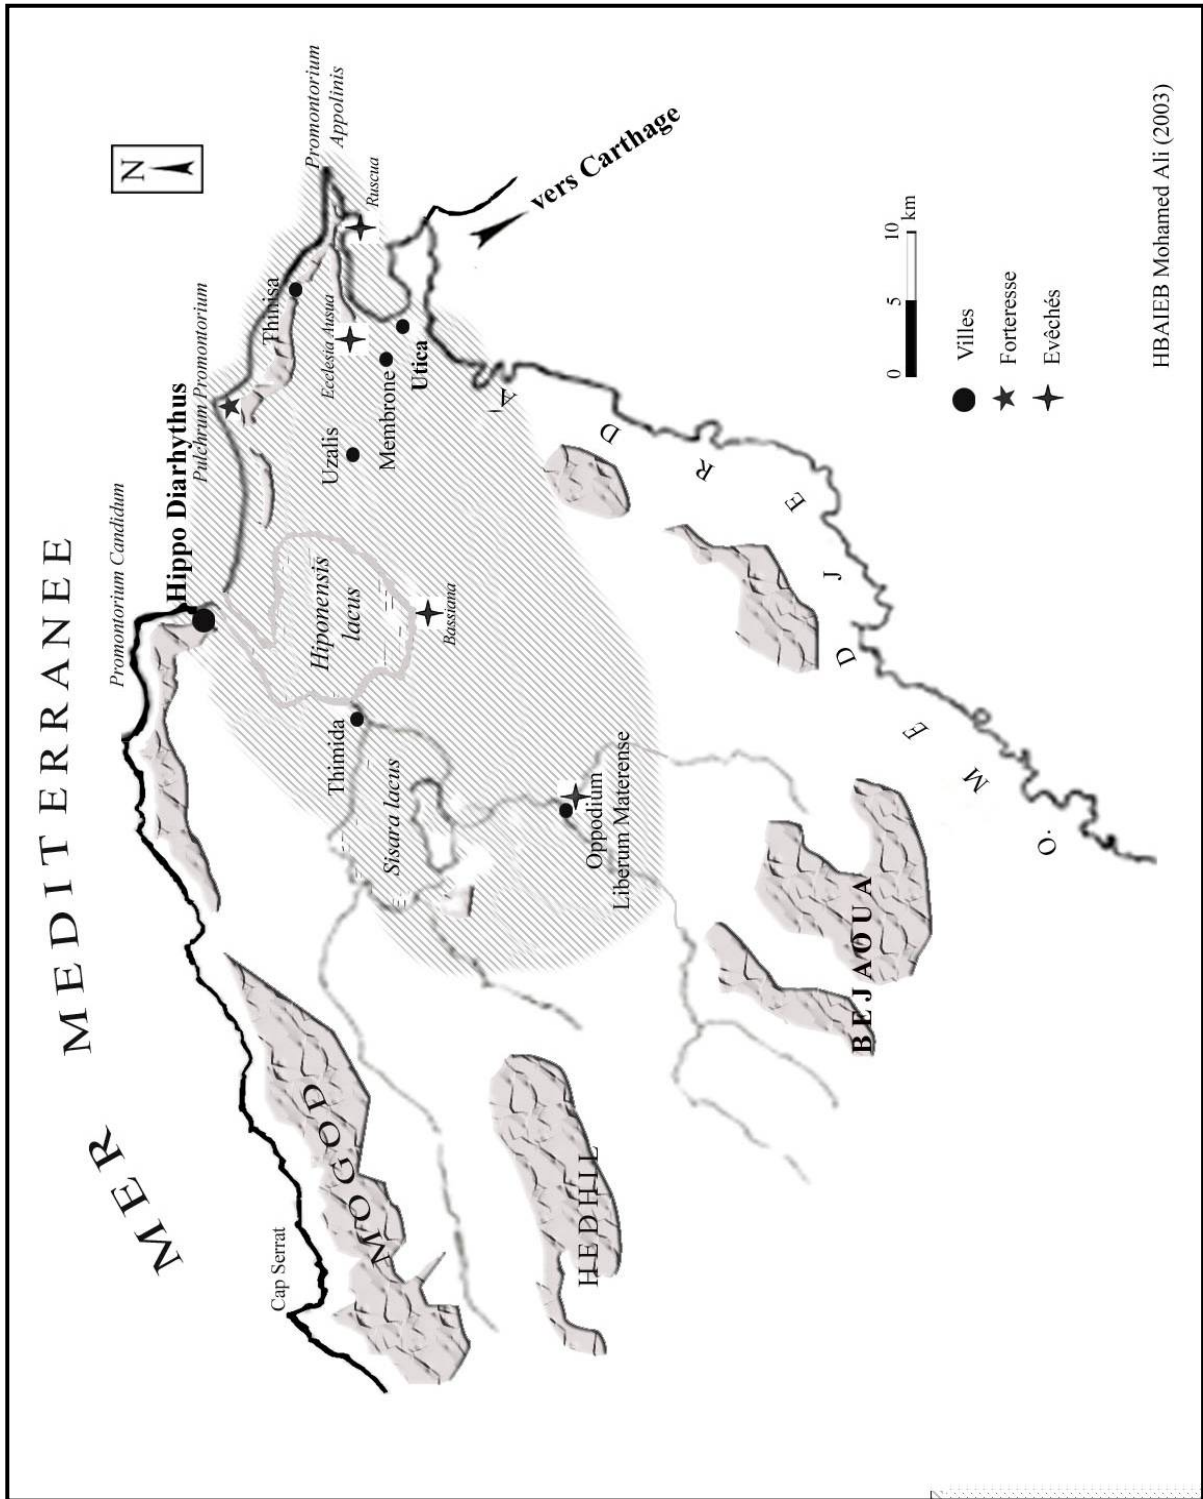 MER MEDITERRANEE
N
Promontorium Candidum
Hippo Diarhythus
Pulchrum Promontorium
Promontorium
Appolinis
Cap Serrat
Thinisa
Ruscua
Ecclesia Ausua
Uzalis
Membrone
Utica
vers Carthage
Hiponensis
lacus
Bassiana
Thimida
Sisara lacus
Oppodium
Liberum Materense
MOGOD
HEDHIL
BEJAOUA
O. MEDJERDA
0 5 10
km
Villes
Forteresse
Evêchés
HBAIEB Mohamed Ali (2003)